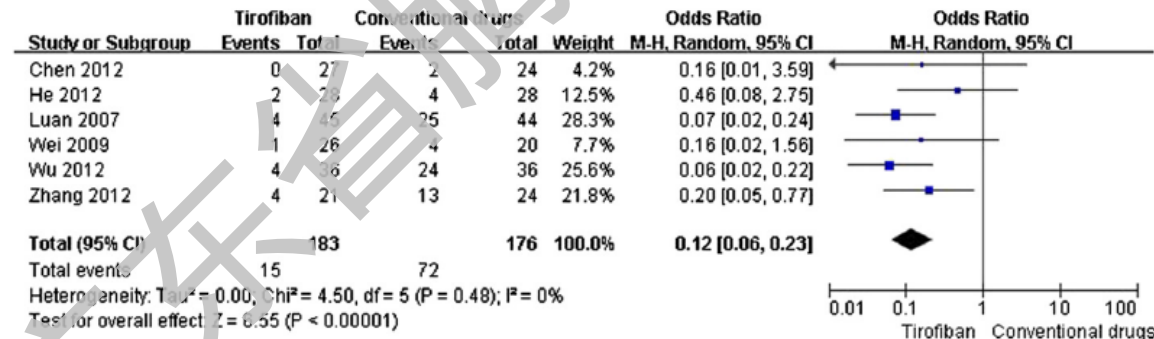 Tirofiban Conventional drugs Odds Ratio Odds Ratio
Study or Subgroup Events Total Events Total Weight M-H, Random, 95% CI M-H, Random, 95% CI
Chen 2012 0 27 2 24 4.2% 0.16 [0.01, 3.59]
He 2012 2 28 4 28 12.5% 0.46 [0.08, 2.75]
Luan 2007 4 45 25 44 28.3% 0.07 [0.02, 0.24]
Wei 2009 1 26 4 20 7.7% 0.16 [0.02, 1.56]
Wu 2012 4 36 24 36 25.6% 0.06 [0.02, 0.22]
Zhang 2012 4 21 13 24 21.8% 0.20 [0.05, 0.77]
Total (95% CI) 183 176 100.0% 0.12 [0.06, 0.23]
Total events 15 72
Heterogeneity: Tau² = 0.00; Chi² = 4.50, df = 5 (P = 0.48); I² = 0%
Test for overall effect: Z = 6.55 (P < 0.00001)
0.01 0.1 1 10 100
Tirofiban Conventional drugs
东省